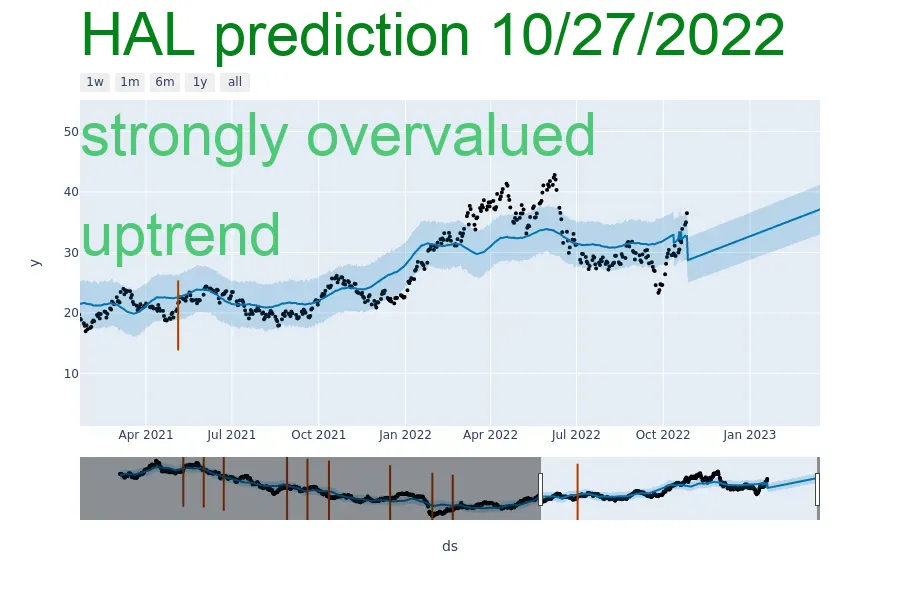 HAL prediction 10/27/2022
1w 1m 6m 1y all
strongly overvalued
uptrend
50
40
30
20
10
y
Apr 2021 Jul 2021 Oct 2021 Jan 2022 Apr 2022 Jul 2022 Oct 2022 Jan 2023
ds